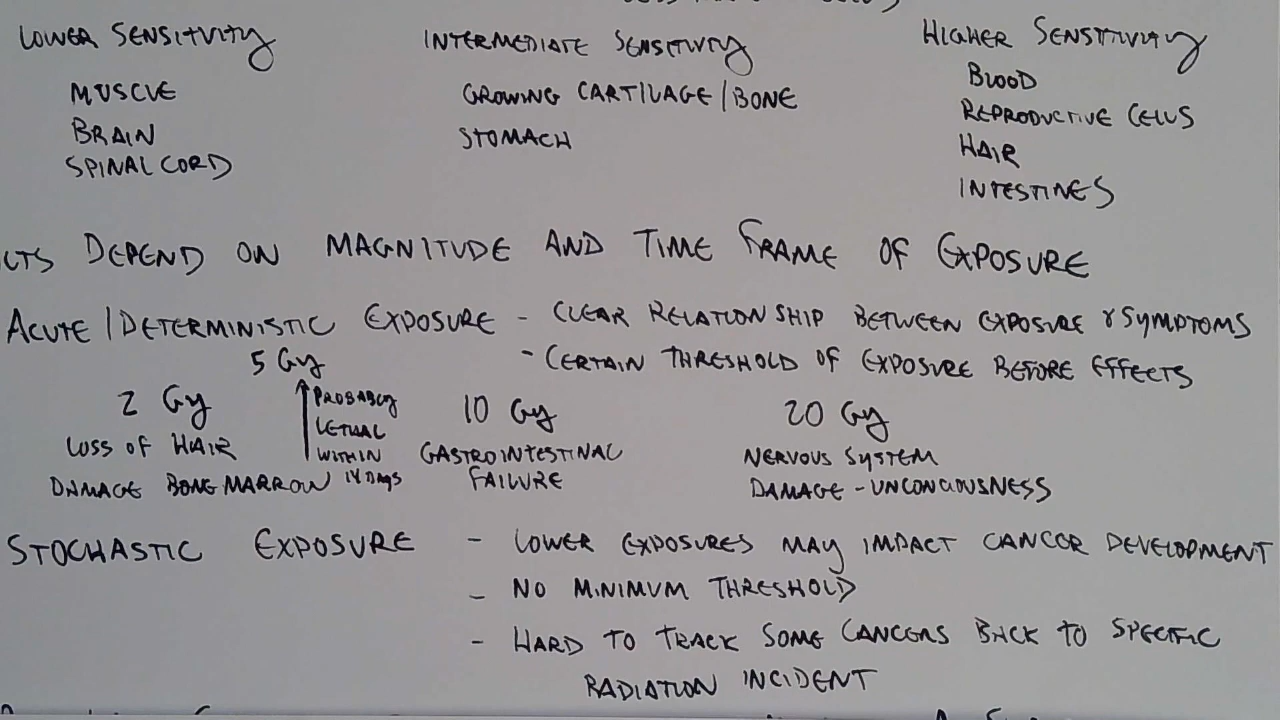 LOWER SENSITIVITY
INTERMEDIATE SENSITIVITY
HIGHER SENSITIVITY
MUSCLE
BRAIN
SPINAL CORD
GROWING CARTILAGE/BONE
STOMACH
BLOOD
REPRODUCTIVE CELLS
HAIR
INTESTINES
CTS DEPEND ON MAGNITUDE AND TIME FRAME OF EXPOSURE
ACUTE/DETERMINISTIC EXPOSURE - CLEAR RELATIONSHIP BETWEEN EXPOSURE & SYMPTOMS
- CERTAIN THRESHOLD OF EXPOSURE BEFORE EFFECTS
2 Gy
LOSS OF HAIR
DAMAGE BONE MARROW
5 Gy
PROBABLY
LETHAL
WITHIN
14 DAYS
10 Gy
GASTROINTESTINAL
FAILURE
20 Gy
NERVOUS SYSTEM
DAMAGE - UNCONCIOUSNESS
STOCHASTIC EXPOSURE - LOWER EXPOSURES MAY IMPACT CANCER DEVELOPMENT
- NO MINIMUM THRESHOLD
- HARD TO TRACK SOME CANCERS BACK TO SPECIFIC
RADIATION INCIDENT